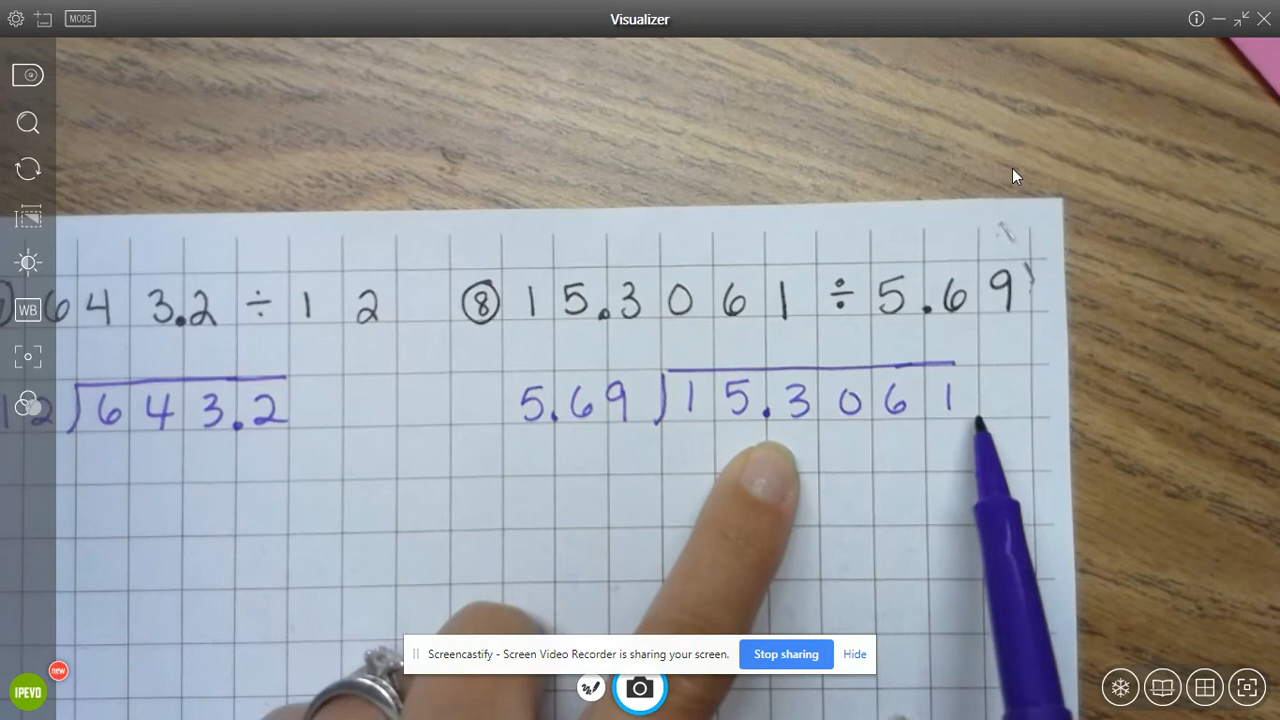 MODE
Visualizer
WB
643.2 ÷ 12
⑧ 15.3061 ÷ 5.69
12)643.2
5.69)15.3061
Screencastify - Screen Video Recorder is sharing your screen.
Stop sharing
Hide
new
IPEVO